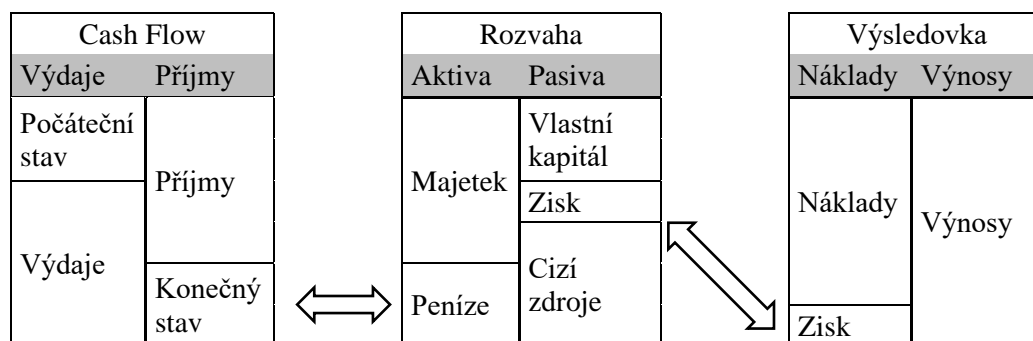 Cash Flow
Výdaje Příjmy
Počáteční
stav
Výdaje
Příjmy
Konečný
stav
Rozvaha
Aktiva Pasiva
Majetek
Peníze
Vlastní
kapitál
Zisk
Cizí
zdroje
Výsledovka
Náklady Výnosy
Náklady
Zisk
Výnosy